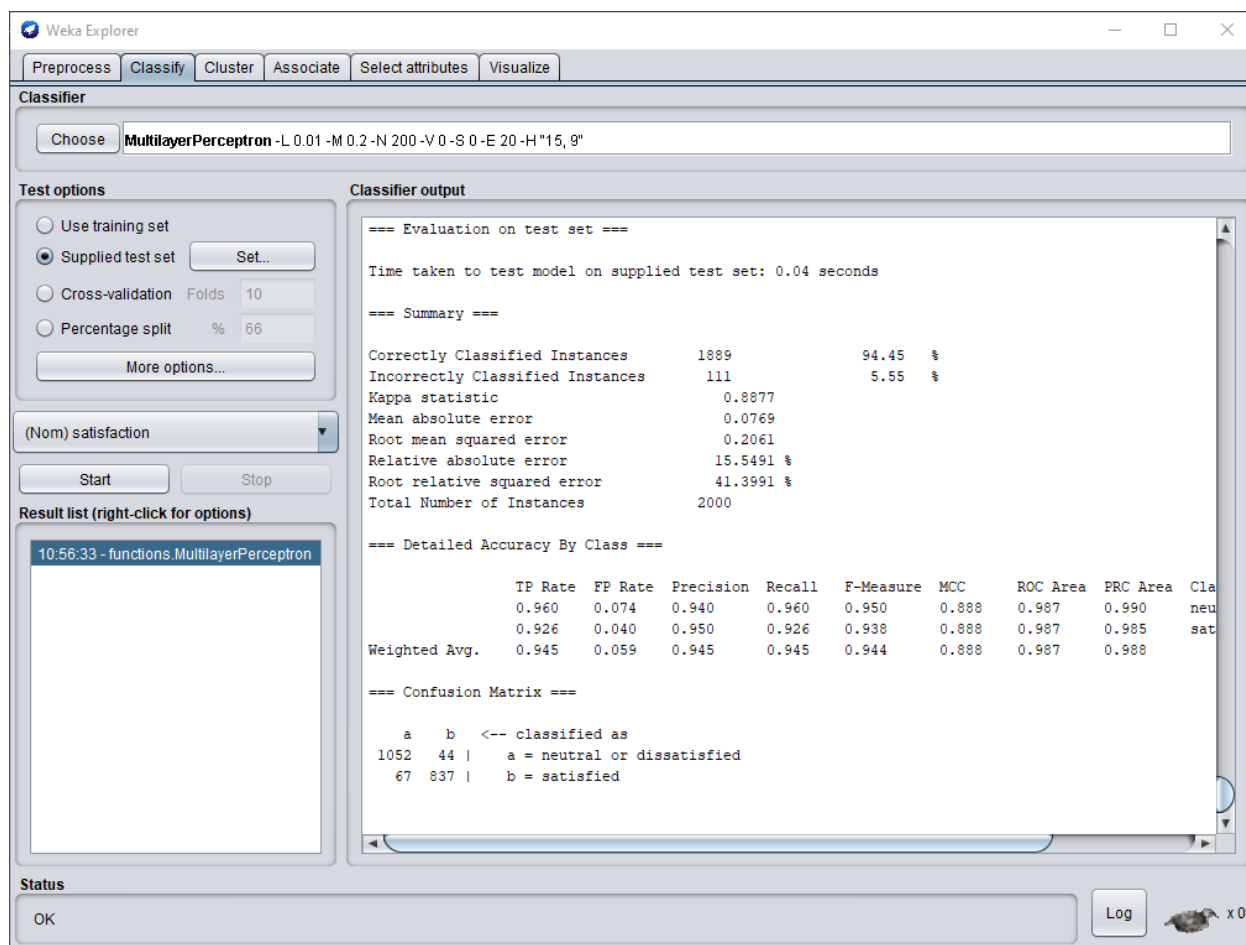 Weka Explorer
Preprocess Classify Cluster Associate Select attributes Visualize
Classifier
Choose MultilayerPerceptron -L 0.01 -M 0.2 -N 200 -V 0 -S 0 -E 20 -H "15, 9"
Test options
Use training set
Supplied test set Set...
Cross-validation Folds 10
Percentage split % 66
More options...
(Nom) satisfaction
Start Stop
Result list (right-click for options)
10:56:33 - functions.MultilayerPerceptron
Classifier output
=== Evaluation on test set ===
Time taken to test model on supplied test set: 0.04 seconds
=== Summary ===
Correctly Classified Instances 1889 94.45 %
Incorrectly Classified Instances 111 5.55 %
Kappa statistic 0.8877
Mean absolute error 0.0769
Root mean squared error 0.2061
Relative absolute error 15.5491 %
Root relative squared error 41.3991 %
Total Number of Instances 2000
=== Detailed Accuracy By Class ===
TP Rate FP Rate Precision Recall F-Measure MCC ROC Area PRC Area Cla
0.960 0.074 0.940 0.960 0.950 0.888 0.987 0.990 neu
0.926 0.040 0.950 0.926 0.938 0.888 0.987 0.985 sat
Weighted Avg. 0.945 0.059 0.945 0.945 0.944 0.888 0.987 0.988
=== Confusion Matrix ===
a b <-- classified as
1052 44 | a = neutral or dissatisfied
67 837 | b = satisfied
Status
OK
Log
x 0